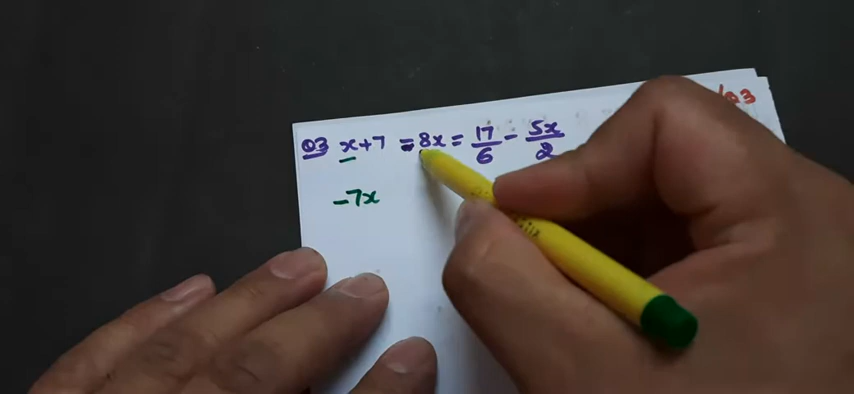 Q3 x+7 = 8x = 17/6 - 5x/2
-7x